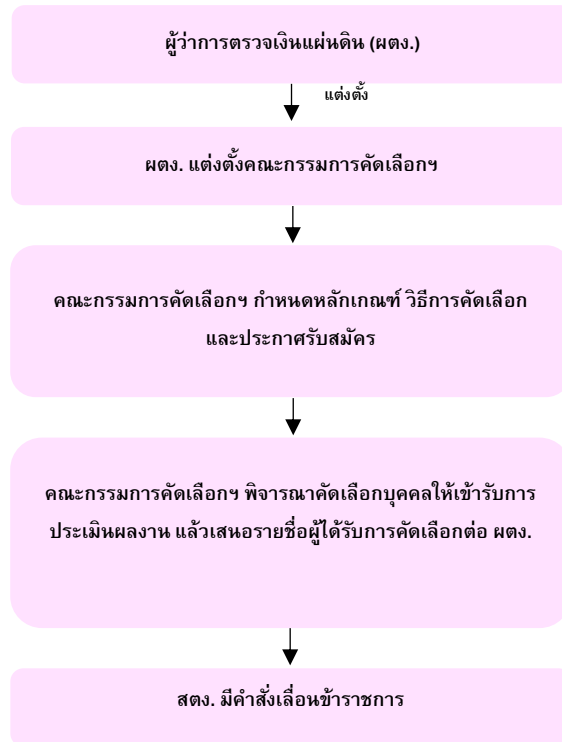 ผู้ว่าการตรวจเงินแผ่นดิน (ผตง.)
แต่งตั้ง
ผตง. แต่งตั้งคณะกรรมการคัดเลือกฯ
คณะกรรมการคัดเลือกฯ กำหนดหลักเกณฑ์ วิธีการคัดเลือก
และประกาศรับสมัคร
คณะกรรมการคัดเลือกฯ พิจารณาคัดเลือกบุคคลให้เข้ารับการ
ประเมินผลงาน แล้วเสนอรายชื่อผู้ได้รับการคัดเลือกต่อ ผตง.
สตง. มีคำสั่งเลื่อนข้าราชการ